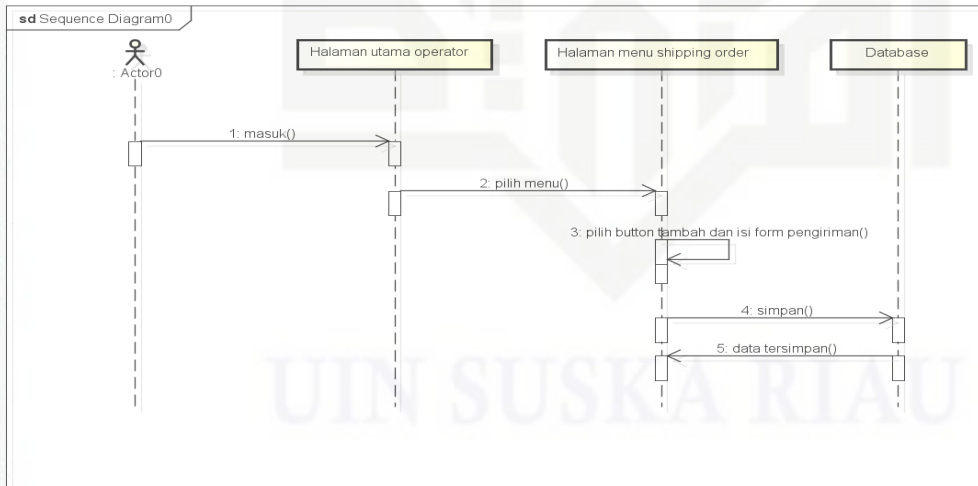 sd Sequence Diagram0
: Actor0
Halaman utama operator
Halaman menu shipping order
Database
1: masuk()
2: pilih menu()
3: pilih button tambah dan isi form pengiriman()
4: simpan()
5: data tersimpan()
UIN SUSKA RIAU